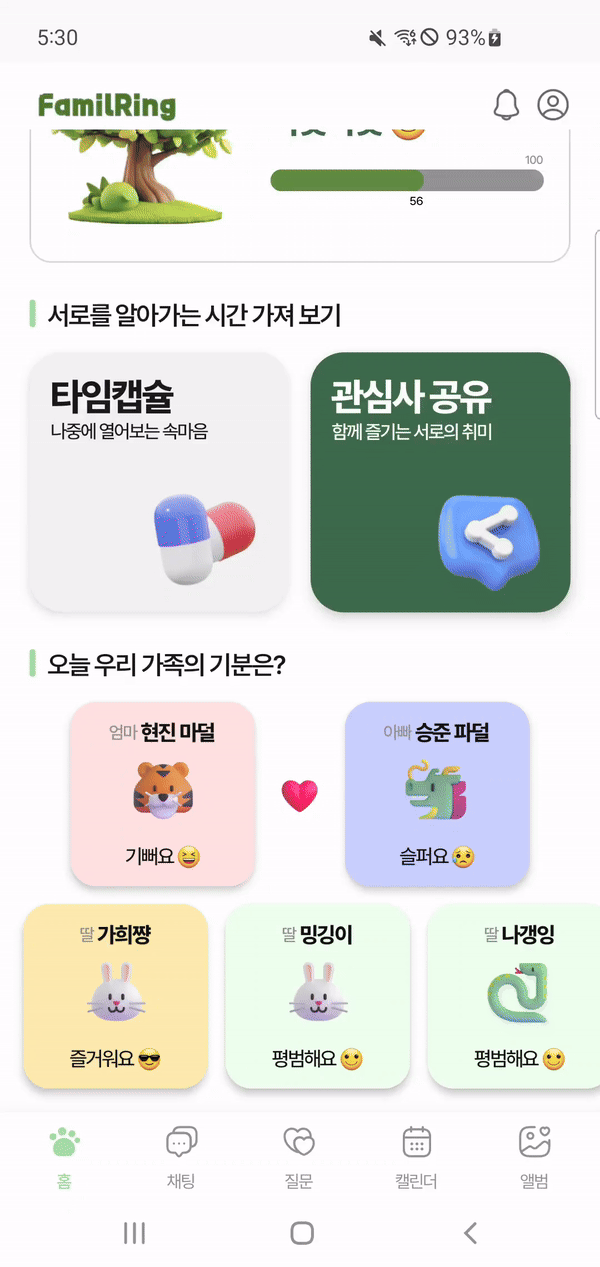 5:30
93%
FamilRing
100
56
서로를 알아가는 시간 가져 보기
타임캡슐
나중에 열어보는 속마음
관심사 공유
함께 즐기는 서로의 취미
오늘 우리 가족의 기분은?
엄마 현진 마덜
기뻐요 😆
아빠 승준 파덜
슬퍼요 😢
딸 가희쨩
즐거워요 😎
딸 밍깅이
평범해요 🙂
딸 나갱잉
평범해요 🙂
홈
채팅
질문
캘린더
앨범